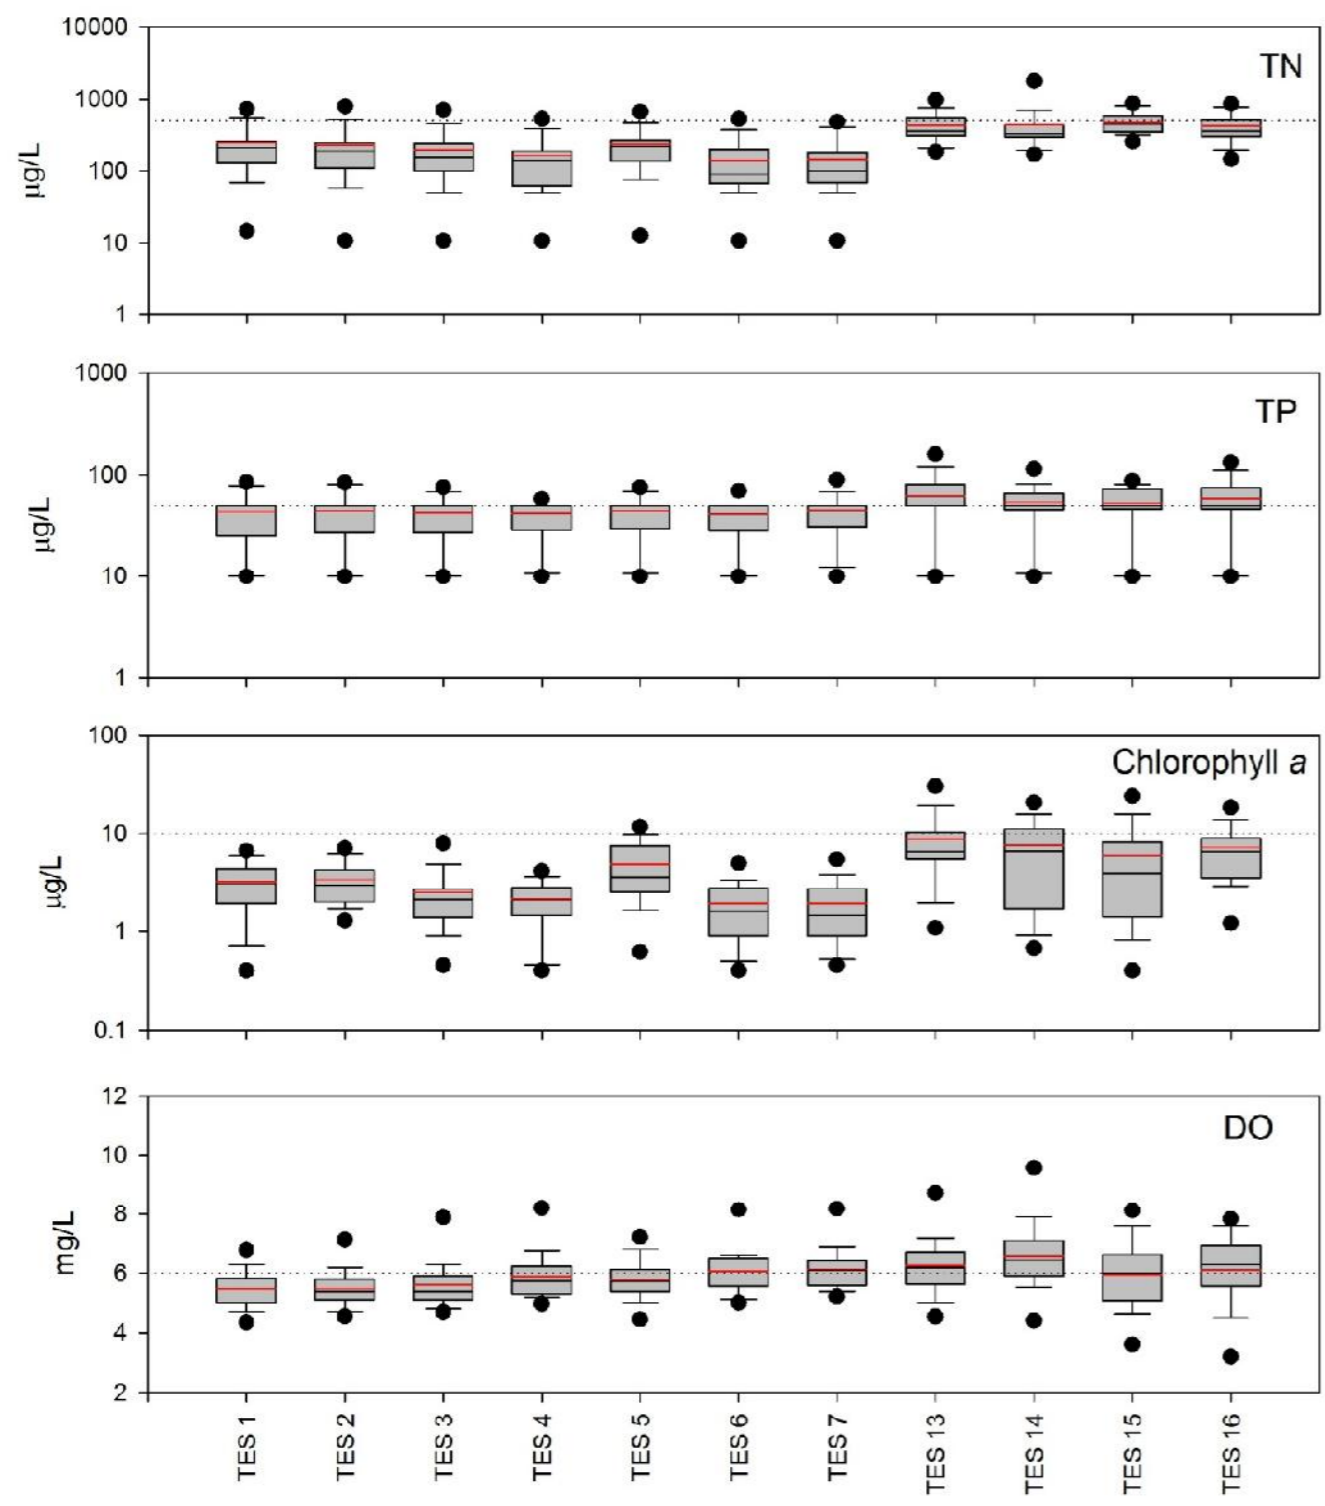 10000
TN
1000
100
10
1
µg/L
1000
TP
100
10
1
µg/L
100
Chlorophyll a
10
1
0.1
µg/L
12
DO
10
8
6
4
2
mg/L
TES 1
TES 2
TES 3
TES 4
TES 5
TES 6
TES 7
TES 13
TES 14
TES 15
TES 16